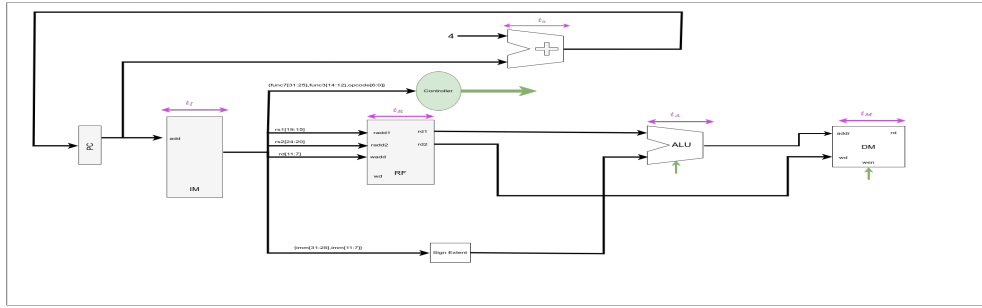 t_a
4
{func7[31:25],func3[14:12],opcode[6:0]}
Controller
t_I
t_R
t_A
t_M
rs1[19:15]
radd1
rd1
add
rs2[24:20]
radd2
rd2
ALU
addr
rd
PC
rd[11:7]
wadd
DM
wd
wen
wd
RF
IM
{imm[31:25],imm[11:7]}
Sign Extent